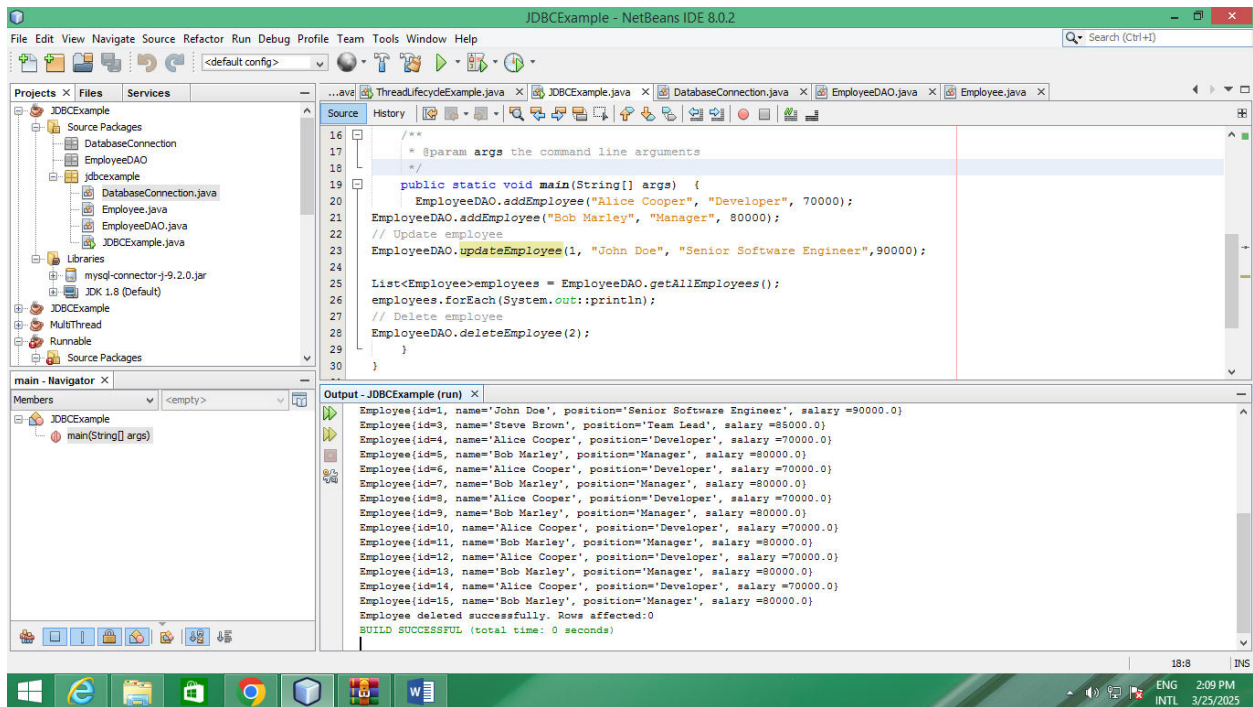 JDBCExample - NetBeans IDE 8.0.2
File Edit View Navigate Source Refactor Run Debug Profile Team Tools Window Help
Search (Ctrl+I)
<default config>
Projects Files Services
JDBCExample
Source Packages
DatabaseConnection
EmployeeDAO
jdbcexample
DatabaseConnection.java
Employee.java
EmployeeDAO.java
JDBCExample.java
Libraries
mysql-connector-j-9.2.0.jar
JDK 1.8 (Default)
JDBCExample
MultiThread
Runnable
Source Packages
main - Navigator
Members <empty>
JDBCExample
main(String[] args)
...ava ThreadLifecycleExample.java JDBCExample.java DatabaseConnection.java EmployeeDAO.java Employee.java
Source History
16 /**
17 * @param args the command line arguments
18 */
19 public static void main(String[] args) {
20 EmployeeDAO.addEmployee("Alice Cooper", "Developer", 70000);
21 EmployeeDAO.addEmployee("Bob Marley", "Manager", 80000);
22 // Update employee
23 EmployeeDAO.updateEmployee(1, "John Doe", "Senior Software Engineer",90000);
24
25 List<Employee>employees = EmployeeDAO.getAllEmployees();
26 employees.forEach(System.out::println);
27 // Delete employee
28 EmployeeDAO.deleteEmployee(2);
29 }
30 }
Output - JDBCExample (run)
Employee{id=1, name='John Doe', position='Senior Software Engineer', salary =90000.0}
Employee{id=3, name='Steve Brown', position='Team Lead', salary =85000.0}
Employee{id=4, name='Alice Cooper', position='Developer', salary =70000.0}
Employee{id=5, name='Bob Marley', position='Manager', salary =80000.0}
Employee{id=6, name='Alice Cooper', position='Developer', salary =70000.0}
Employee{id=7, name='Bob Marley', position='Manager', salary =80000.0}
Employee{id=8, name='Alice Cooper', position='Developer', salary =70000.0}
Employee{id=9, name='Bob Marley', position='Manager', salary =80000.0}
Employee{id=10, name='Alice Cooper', position='Developer', salary =70000.0}
Employee{id=11, name='Bob Marley', position='Manager', salary =80000.0}
Employee{id=12, name='Alice Cooper', position='Developer', salary =70000.0}
Employee{id=13, name='Bob Marley', position='Manager', salary =80000.0}
Employee{id=14, name='Alice Cooper', position='Developer', salary =70000.0}
Employee{id=15, name='Bob Marley', position='Manager', salary =80000.0}
Employee deleted successfully. Rows affected:0
BUILD SUCCESSFUL (total time: 0 seconds)
18:8 INS
ENG 2:09 PM
INTL 3/25/2025